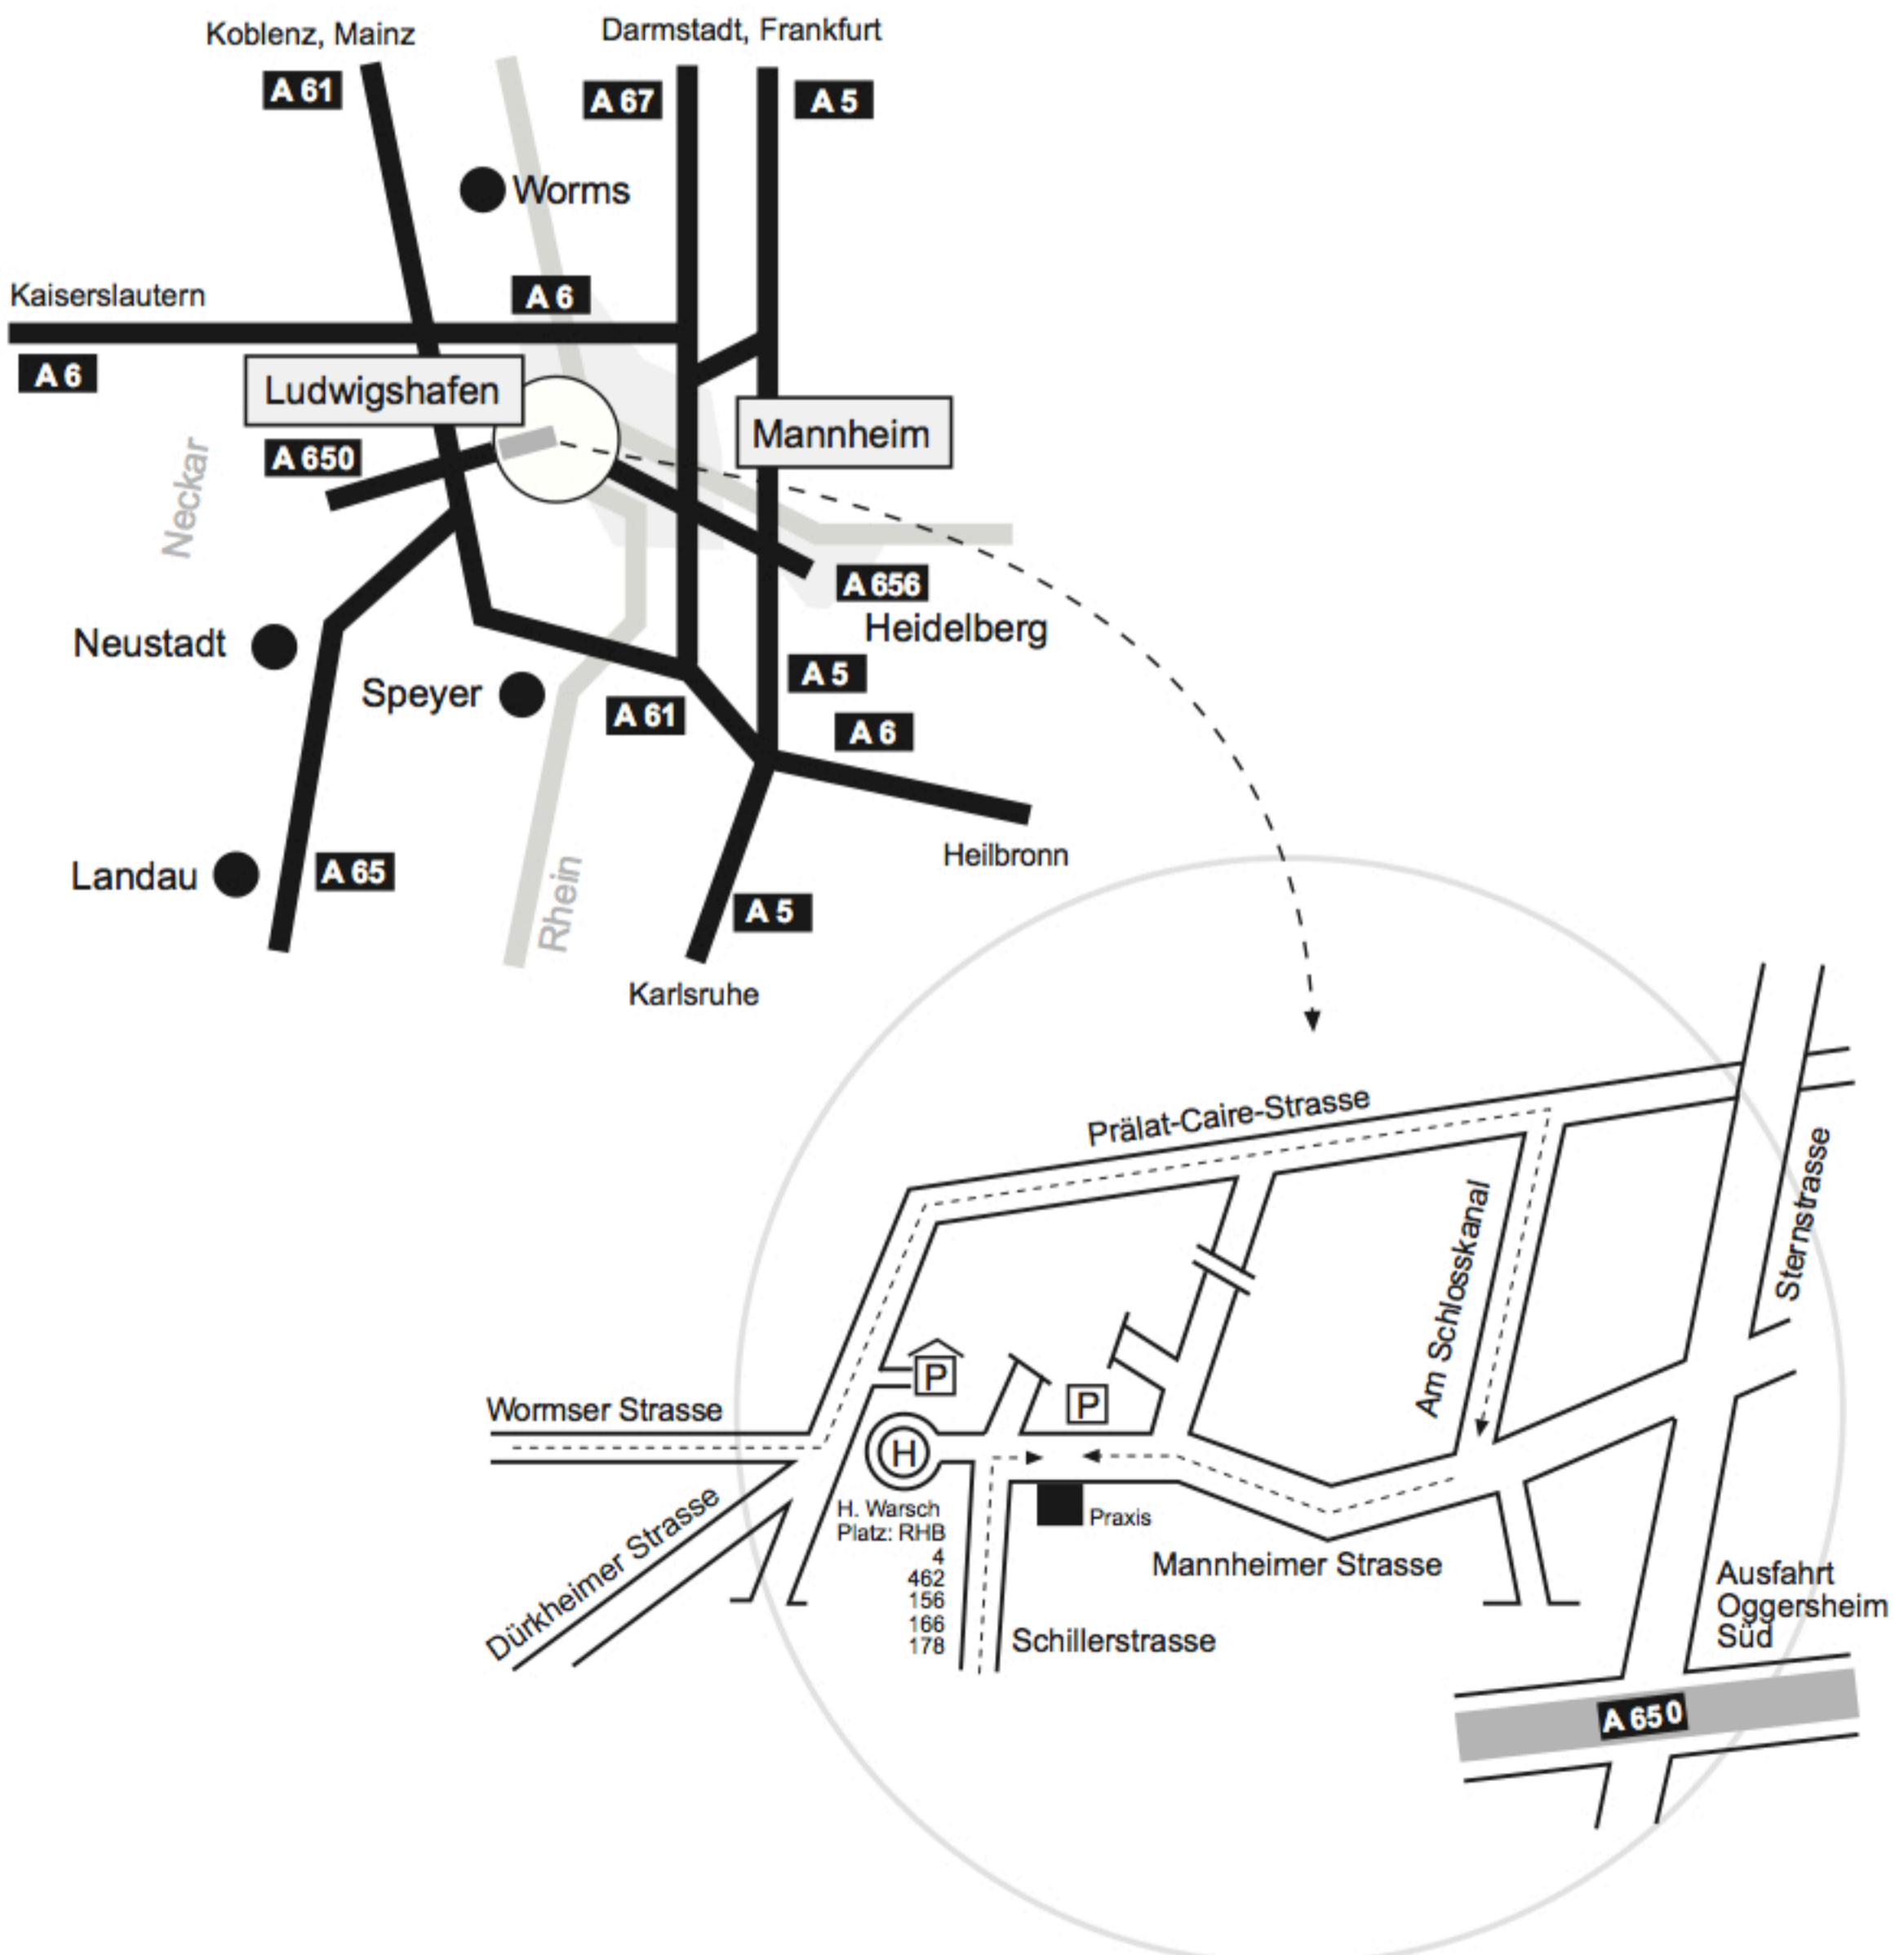 Koblenz, Mainz
Darmstadt, Frankfurt
A 61
A 67
A 5
Worms
Kaiserslautern
A 6
A 6
Ludwigshafen
Mannheim
A 650
Neckar
A 656
Heidelberg
Neustadt
Speyer
A 5
A 61
A 6
Heilbronn
Landau
A 65
Rhein
A 5
Karlsruhe
Prälat-Caire-Strasse
Sternstrasse
Am Schlosskanal
P
P
Wormser Strasse
H
H. Warsch
Platz: RHB
4
462
156
166
178
Praxis
Mannheimer Strasse
Dürkheimer Strasse
Schillerstrasse
Ausfahrt
Oggersheim
Süd
A 650